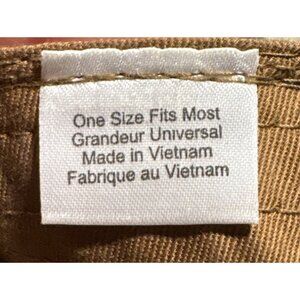 One Size Fits Most
Grandeur Universal
Made in Vietnam
Fabrique au Vietnam